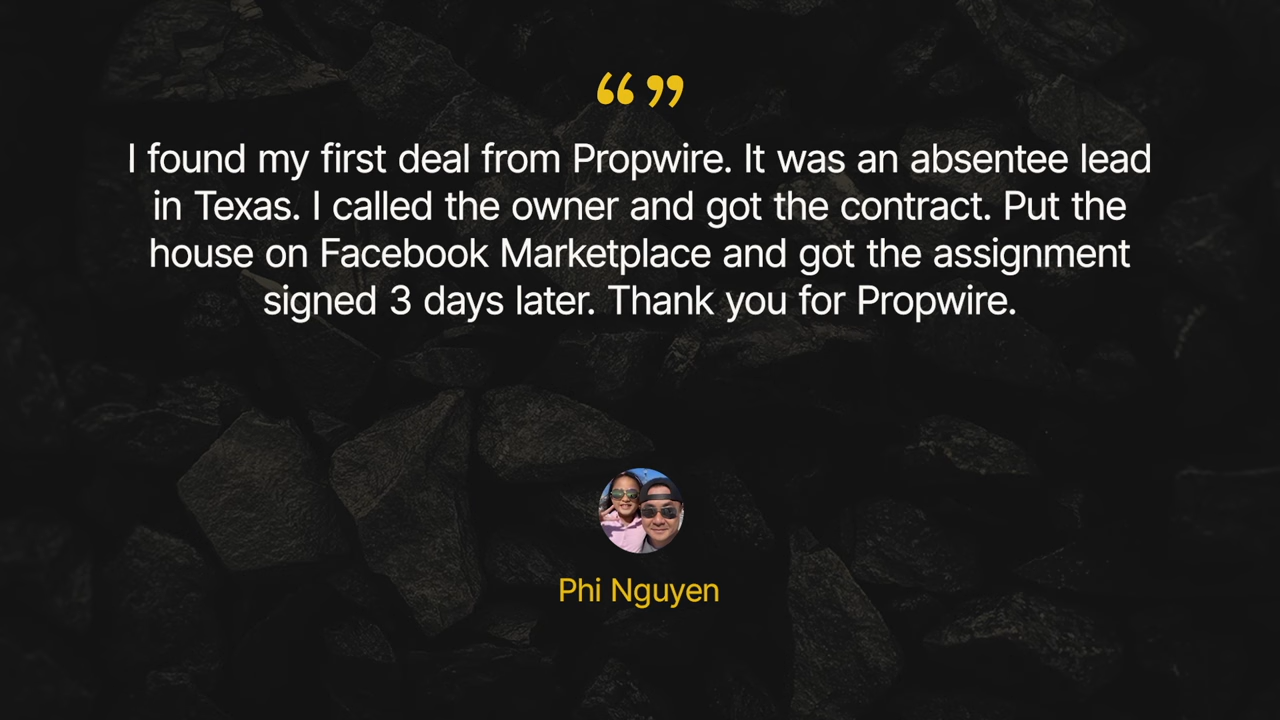 “ ”
I found my first deal from Propwire. It was an absentee lead
in Texas. I called the owner and got the contract. Put the
house on Facebook Marketplace and got the assignment
signed 3 days later. Thank you for Propwire.
Phi Nguyen